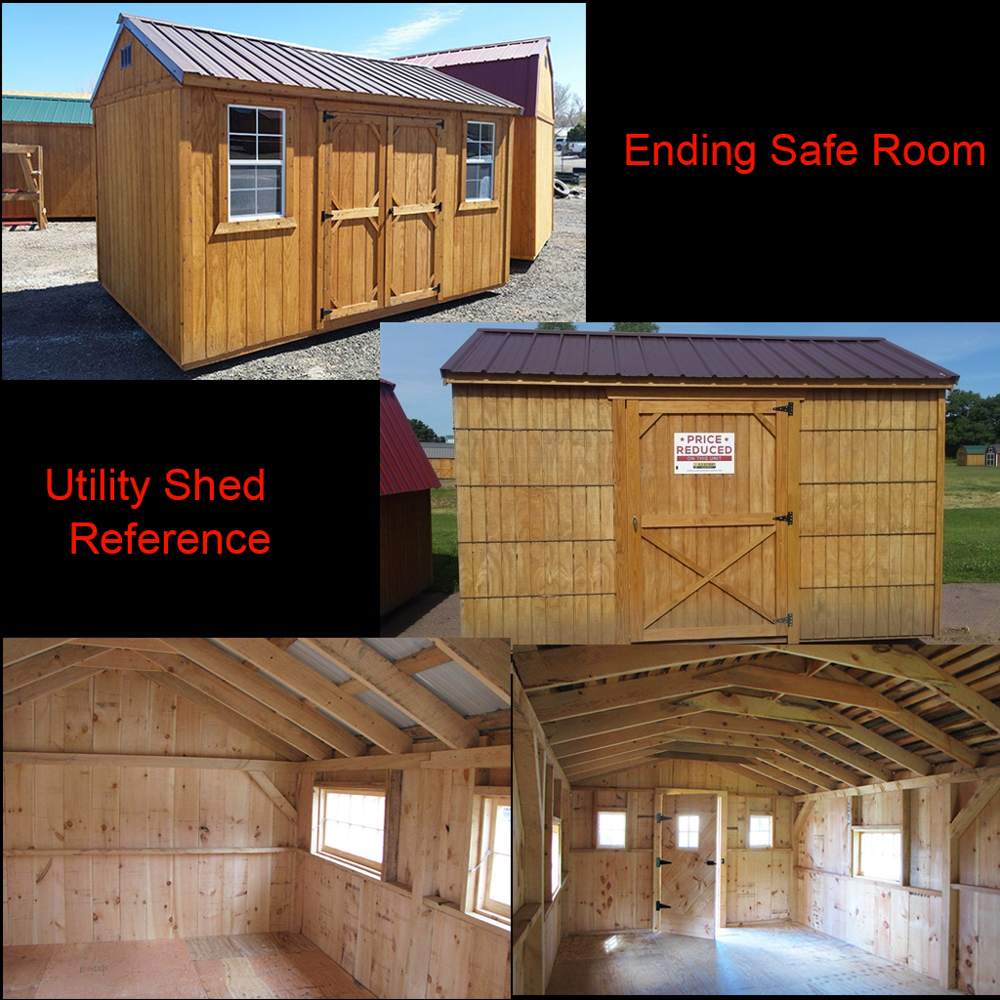 Ending Safe Room
PRICE
REDUCED
ON THIS UNIT
Utility Shed
Reference